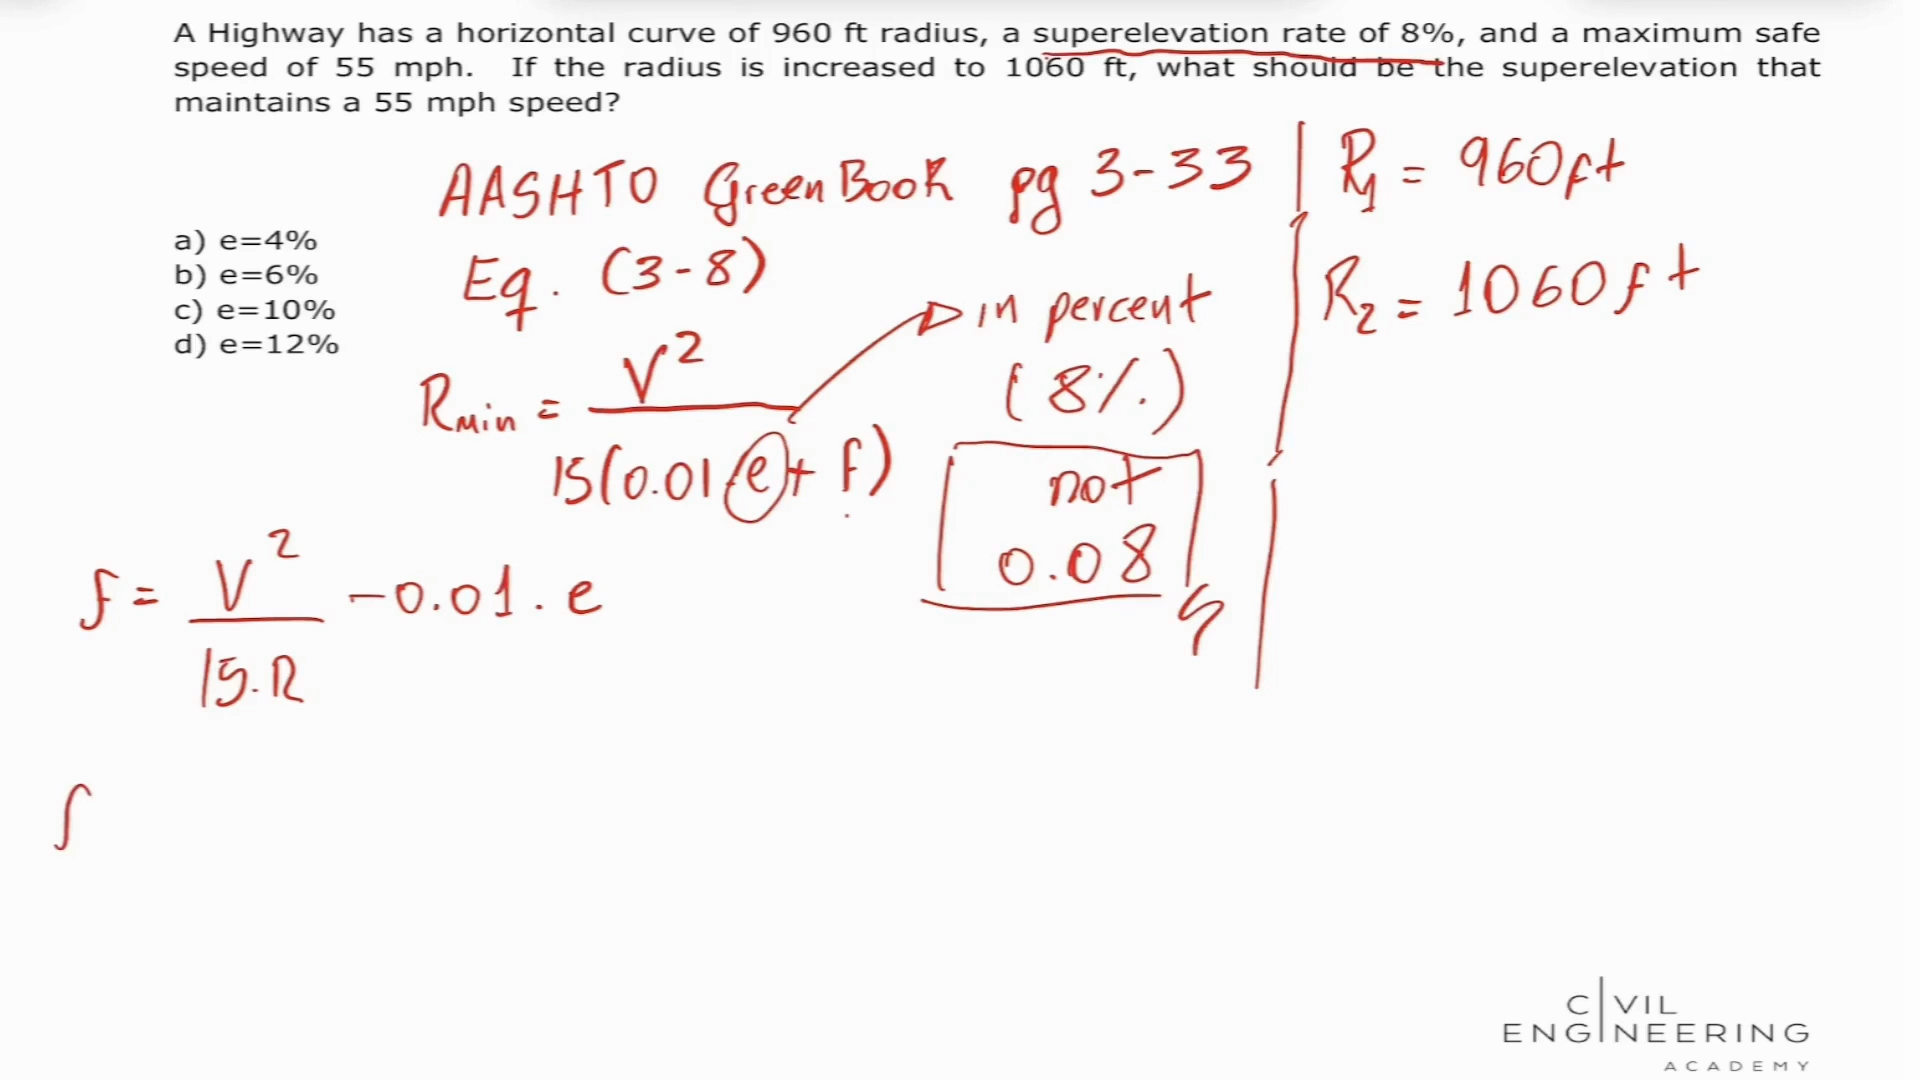 A Highway has a horizontal curve of 960 ft radius, a superelevation rate of 8%, and a maximum safe
speed of 55 mph. If the radius is increased to 1060 ft, what should be the superelevation that
maintains a 55 mph speed?
AASHTO Green Book pg 3-33
R1 = 960ft
a) e=4%
b) e=6%
c) e=10%
d) e=12%
Eq. (3-8)
R2 = 1060ft
in percent
(8%)
not
0.08
Rmin = V²
15(0.01 e + f)
f = V² - 0.01 . e
15.R
f
CIVIL
ENGINEERING
ACADEMY